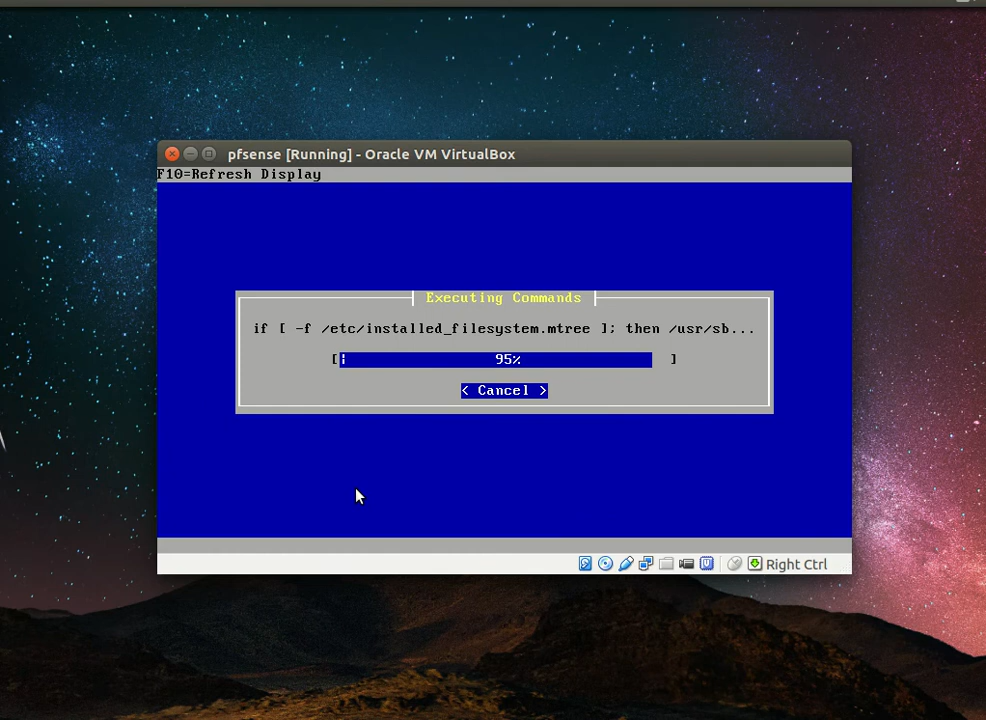 pfsense [Running] - Oracle VM VirtualBox
F10=Refresh Display
Executing Commands
if [ -f /etc/installed_filesystem.mtree ]; then /usr/sb...
[¦ 95% ]
< Cancel >
Right Ctrl